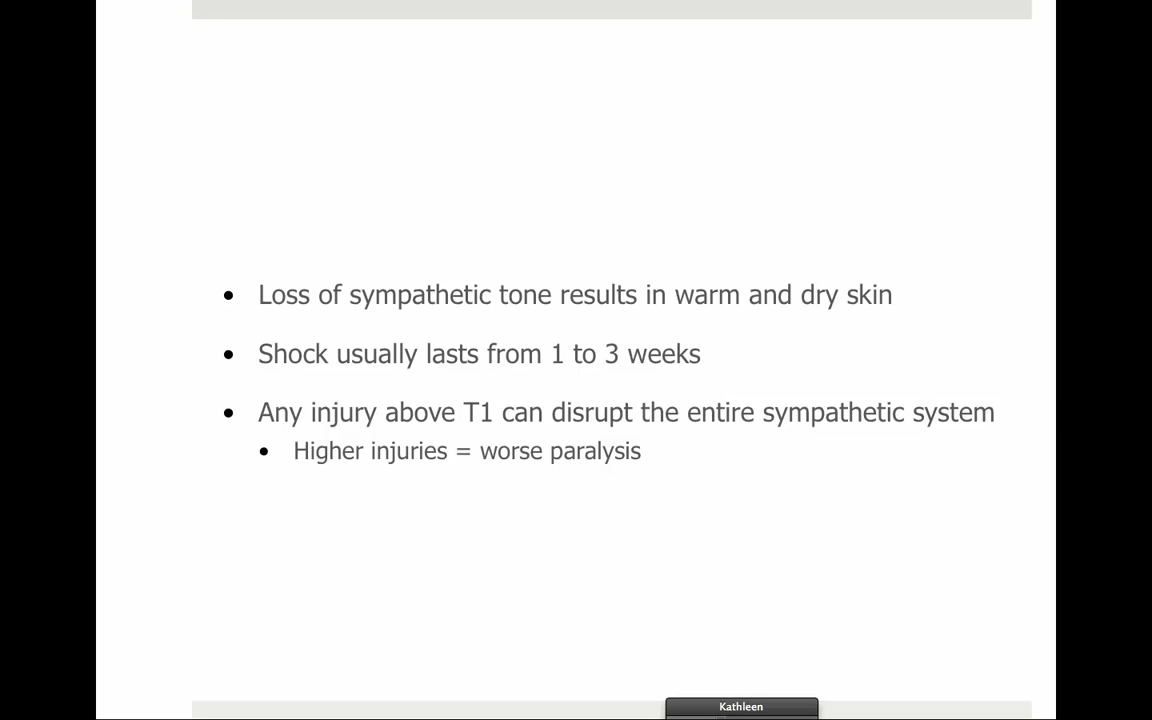 • Loss of sympathetic tone results in warm and dry skin
• Shock usually lasts from 1 to 3 weeks
• Any injury above T1 can disrupt the entire sympathetic system
• Higher injuries = worse paralysis
Kathleen